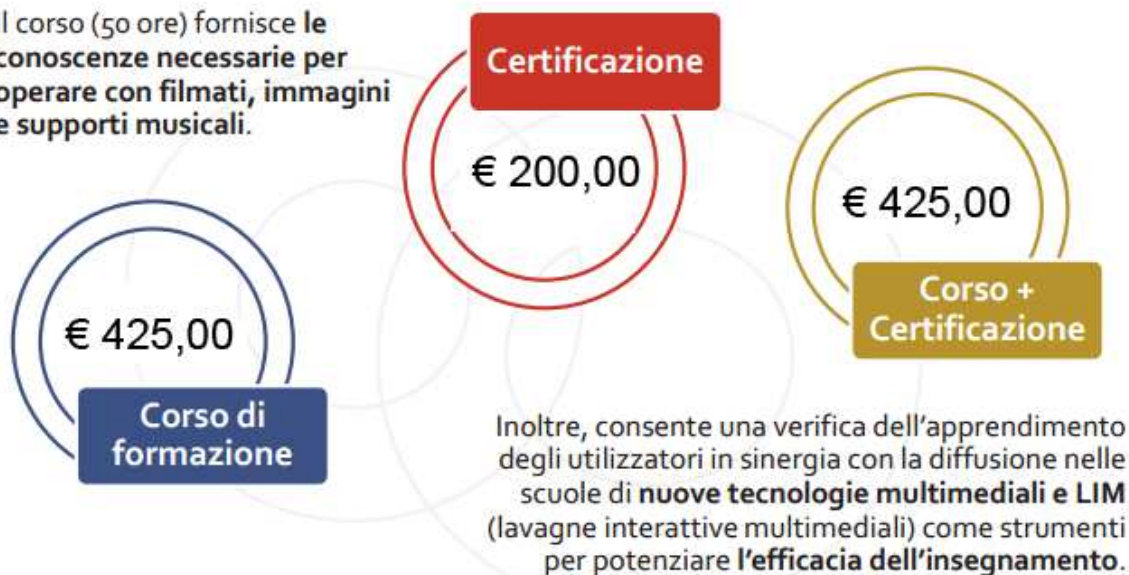 l corso (50 ore) fornisce le
conoscenze necessarie per
operare con filmati, immagini
e supporti musicali.
Certificazione
€ 200,00
€ 425,00
Corso +
Certificazione
€ 425,00
Corso di
formazione
Inoltre, consente una verifica dell'apprendimento
degli utilizzatori in sinergia con la diffusione nelle
scuole di nuove tecnologie multimediali e LIM
(lavagne interattive multimediali) come strumenti
per potenziare l'efficacia dell'insegnamento.